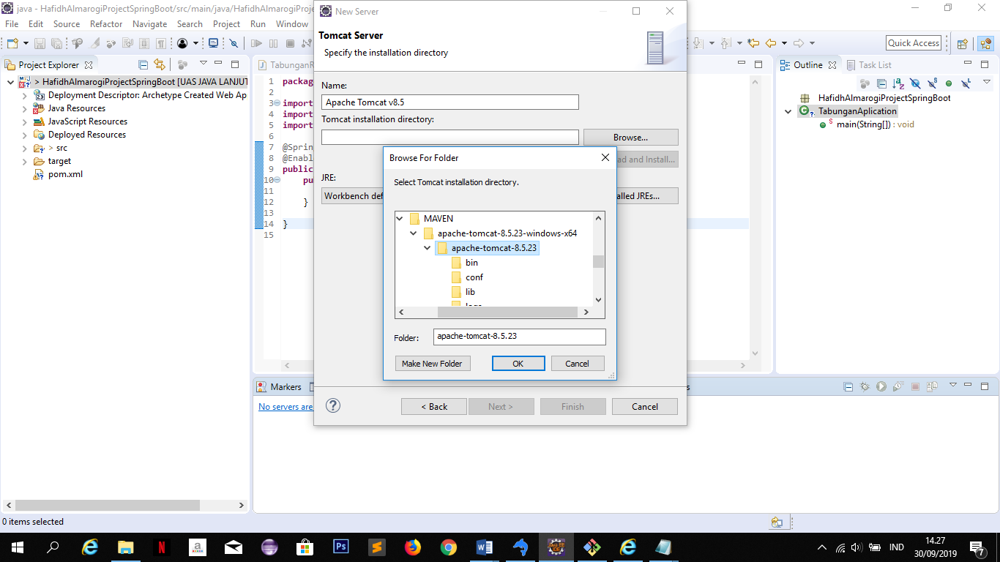 java - HafidhAlmarogiProjectSpringBoot/src/main/java/HafidhAlmarogiProje
File Edit Source Refactor Navigate Search Project Run Window
Quick Access
Project Explorer
> HafidhAlmarogiProjectSpringBoot [UAS JAVA LANJUT
Deployment Descriptor: Archetype Created Web Ap
Java Resources
JavaScript Resources
Deployed Resources
> src
target
pom.xml
TabunganR
1 packag
2
3 import
4 import
5 import
6
7 @Sprin
8 @Enabl
9 public
10 pu
11
12 }
13
14 }
15
New Server
Tomcat Server
Specify the installation directory
Name:
Apache Tomcat v8.5
Tomcat installation directory:
Browse...
ad and Install...
JRE:
Workbench def
alled JREs...
Browse For Folder
Select Tomcat installation directory.
MAVEN
apache-tomcat-8.5.23-windows-x64
apache-tomcat-8.5.23
bin
conf
lib
logs
Folder:
apache-tomcat-8.5.23
Make New Folder
OK
Cancel
?
< Back
Next >
Finish
Cancel
Outline
Task List
HafidhAlmarogiProjectSpringBoot
TabunganAplication
main(String[]) : void
Markers
No servers are
0 items selected
IND
14.27
30/09/2019
7